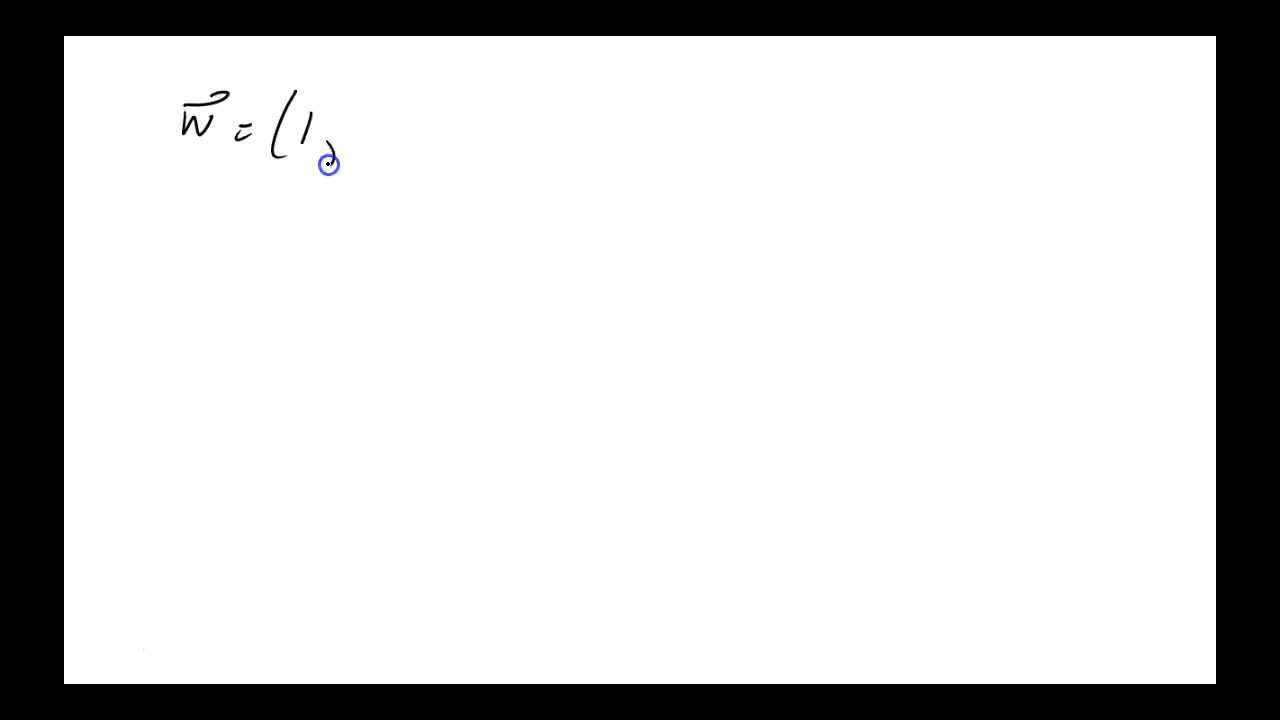 w⃗ = (1,